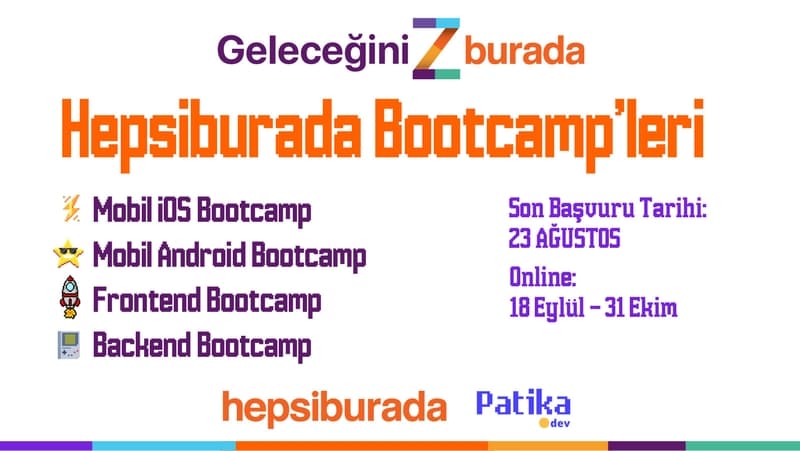 Geleceğini Z burada
Hepsiburada Bootcamp'leri
Mobil iOS Bootcamp
Mobil Android Bootcamp
Frontend Bootcamp
Backend Bootcamp
Son Başvuru Tarihi:
23 AĞUSTOS
Online:
18 Eylül – 31 Ekim
hepsiburada
Patika
dev